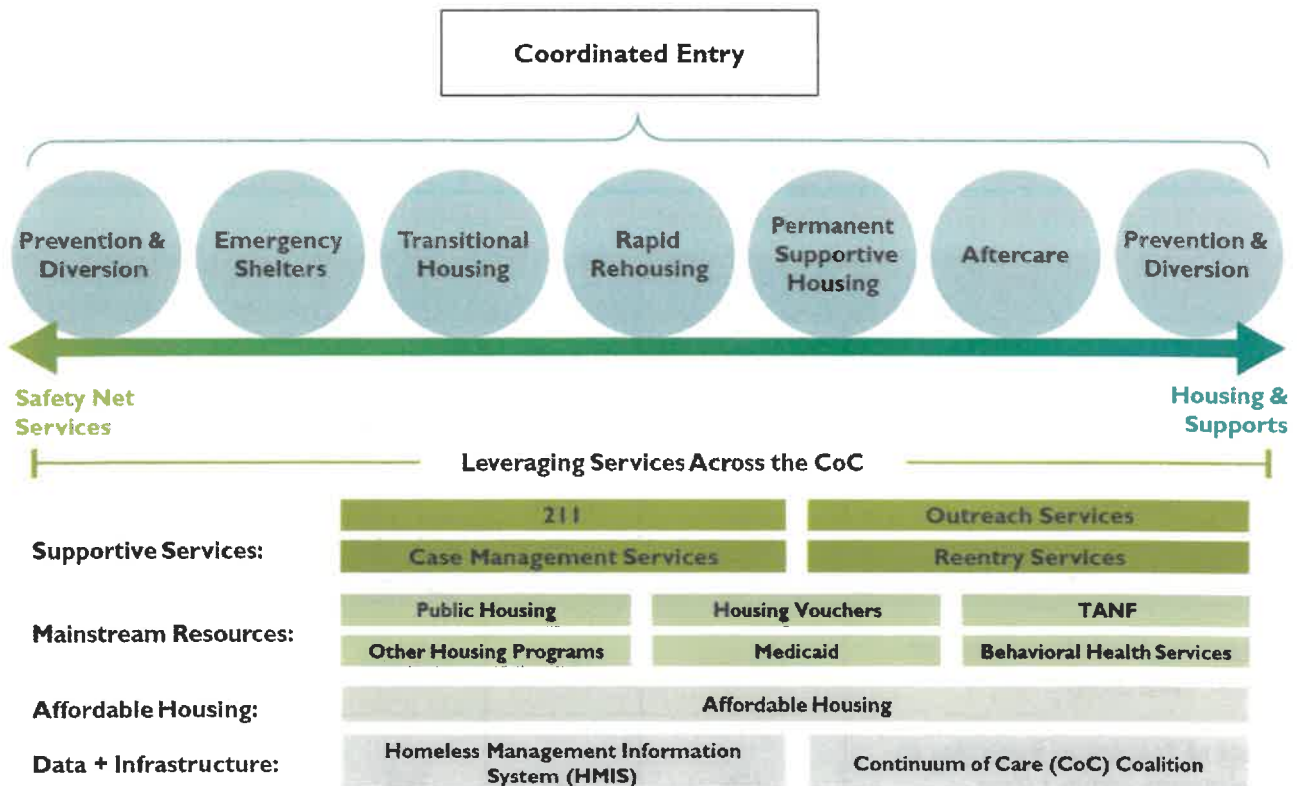 Coordinated Entry
Prevention &
Diversion
Emergency
Shelters
Transitional
Housing
Rapid
Rehousing
Permanent
Supportive
Housing
Aftercare
Prevention &
Diversion
Safety Net
Services
Housing &
Supports
Leveraging Services Across the CoC
Supportive Services:
211
Outreach Services
Case Management Services
Reentry Services
Mainstream Resources:
Public Housing
Housing Vouchers
TANF
Other Housing Programs
Medicaid
Behavioral Health Services
Affordable Housing:
Affordable Housing
Data + Infrastructure:
Homeless Management Information
System (HMIS)
Continuum of Care (CoC) Coalition